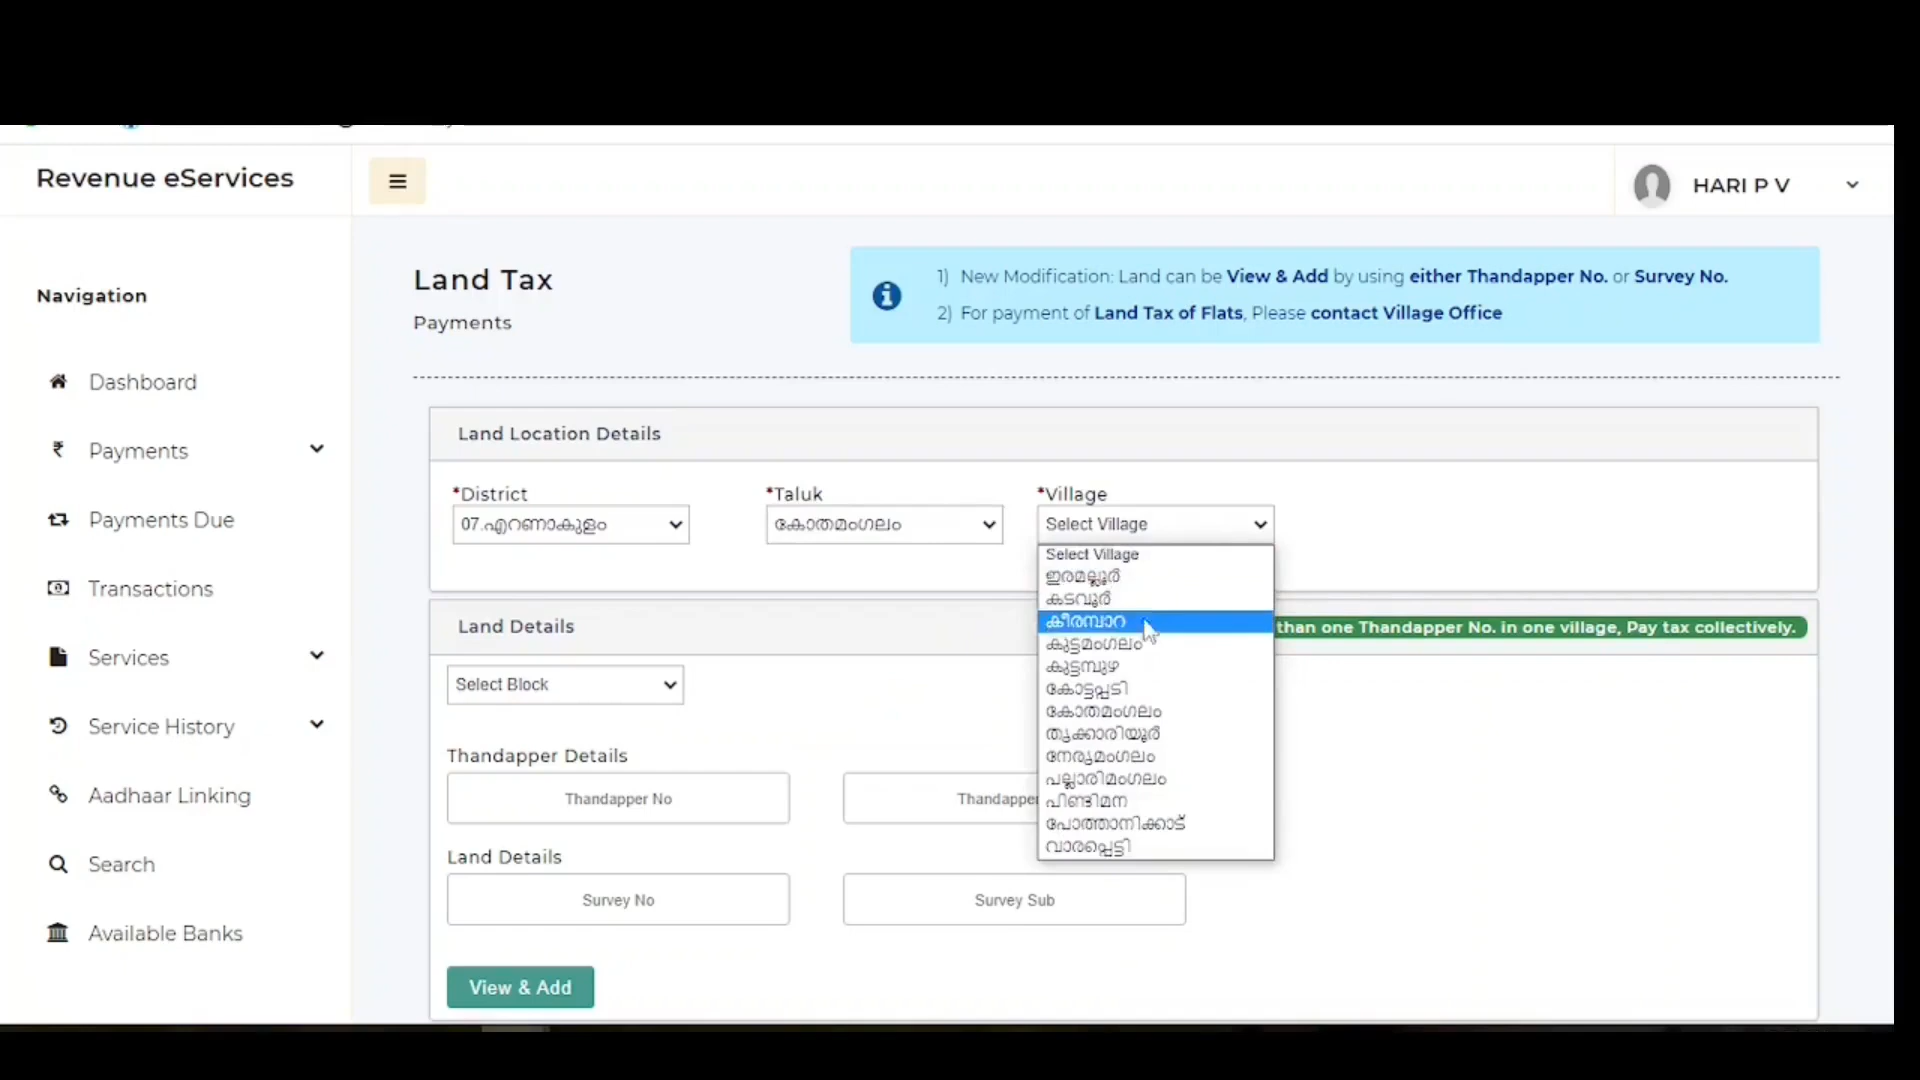 Revenue eServices
HARI P V
Navigation
Dashboard
Payments
Payments Due
Transactions
Services
Service History
Aadhaar Linking
Search
Available Banks
Land Tax
Payments
1) New Modification: Land can be View & Add by using either Thandapper No. or Survey No.
2) For payment of Land Tax of Flats, Please contact Village Office
Land Location Details
*District
*Taluk
*Village
07.എറണാകുളം
കോതമംഗലം
Select Village
Select Village
ഇരമല്ലൂർ
കടവൂർ
കീരമ്പാറ
കുട്ടമംഗലം
കുട്ടമ്പുഴ
കോട്ടപ്പടി
കോതമംഗലം
തൃക്കാരിയൂർ
നേര്യമംഗലം
പല്ലാരിമംഗലം
പിണ്ടിമന
പോത്താനിക്കാട്
വാരപ്പെട്ടി
Land Details
than one Thandapper No. in one village, Pay tax collectively.
Select Block
Thandapper Details
Thandapper No
Thandapper
Land Details
Survey No
Survey Sub
View & Add